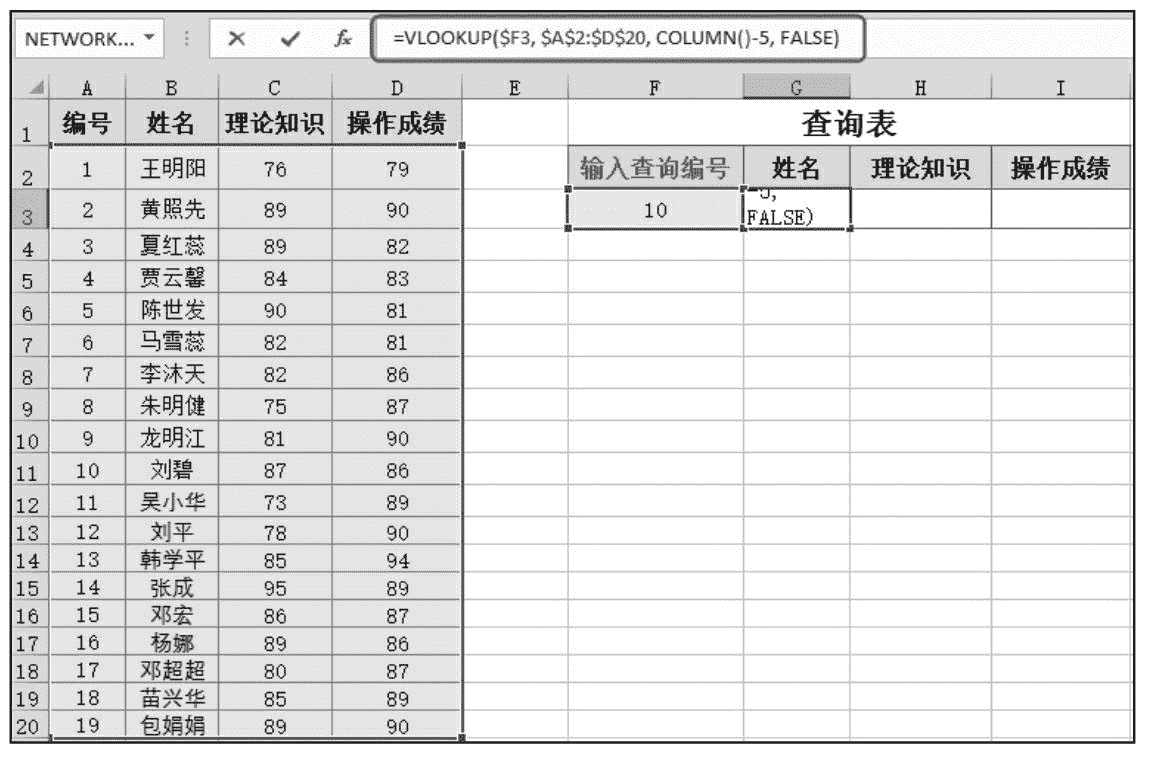 NETWORK... =VLOOKUP($F3, $A$2:$D$20, COLUMN()-5, FALSE)
A B C D E F G H I
1 编号 姓名 理论知识 操作成绩 查询表
2 1 王明阳 76 79 输入查询编号 姓名 理论知识 操作成绩
3 2 黄照先 89 90 10 -5, FALSE)
4 3 夏红蕊 89 82
5 4 贾云馨 84 83
6 5 陈世发 90 81
7 6 马雪蕊 82 81
8 7 李沐天 82 86
9 8 朱明健 75 87
10 9 龙明江 81 90
11 10 刘碧 87 86
12 11 吴小华 73 89
13 12 刘平 78 90
14 13 韩学平 85 94
15 14 张成 95 89
16 15 邓宏 86 87
17 16 杨娜 89 86
18 17 邓超超 80 87
19 18 苗兴华 85 89
20 19 包娟娟 89 90